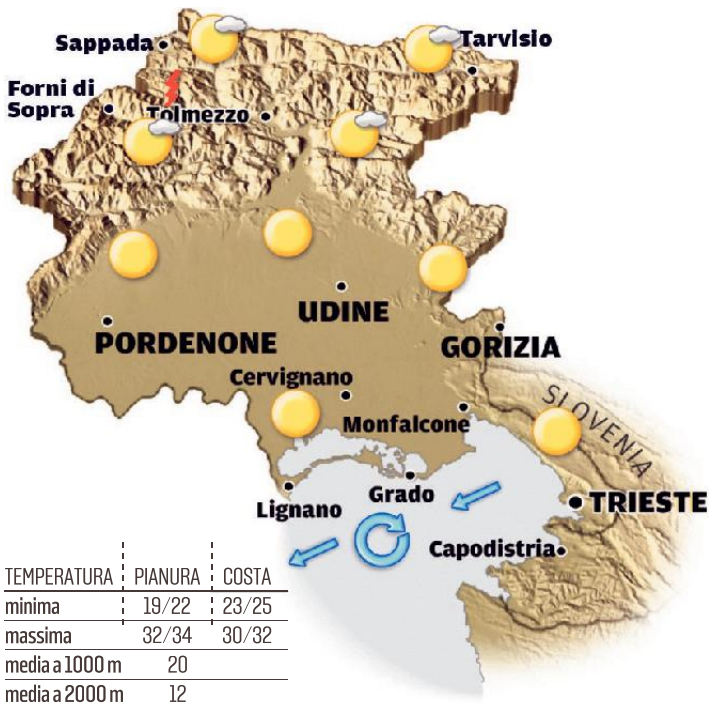 Sappada
Tarvisio
Forni di
Sopra
Tolmezzo
UDINE
PORDENONE
GORIZIA
Cervignano
SLOVENIA
Monfalcone
Lignano
Grado
TRIESTE
Capodistria
TEMPERATURA PIANURA COSTA
minima 19/22 23/25
massima 32/34 30/32
media a 1000 m 20
media a 2000 m 12